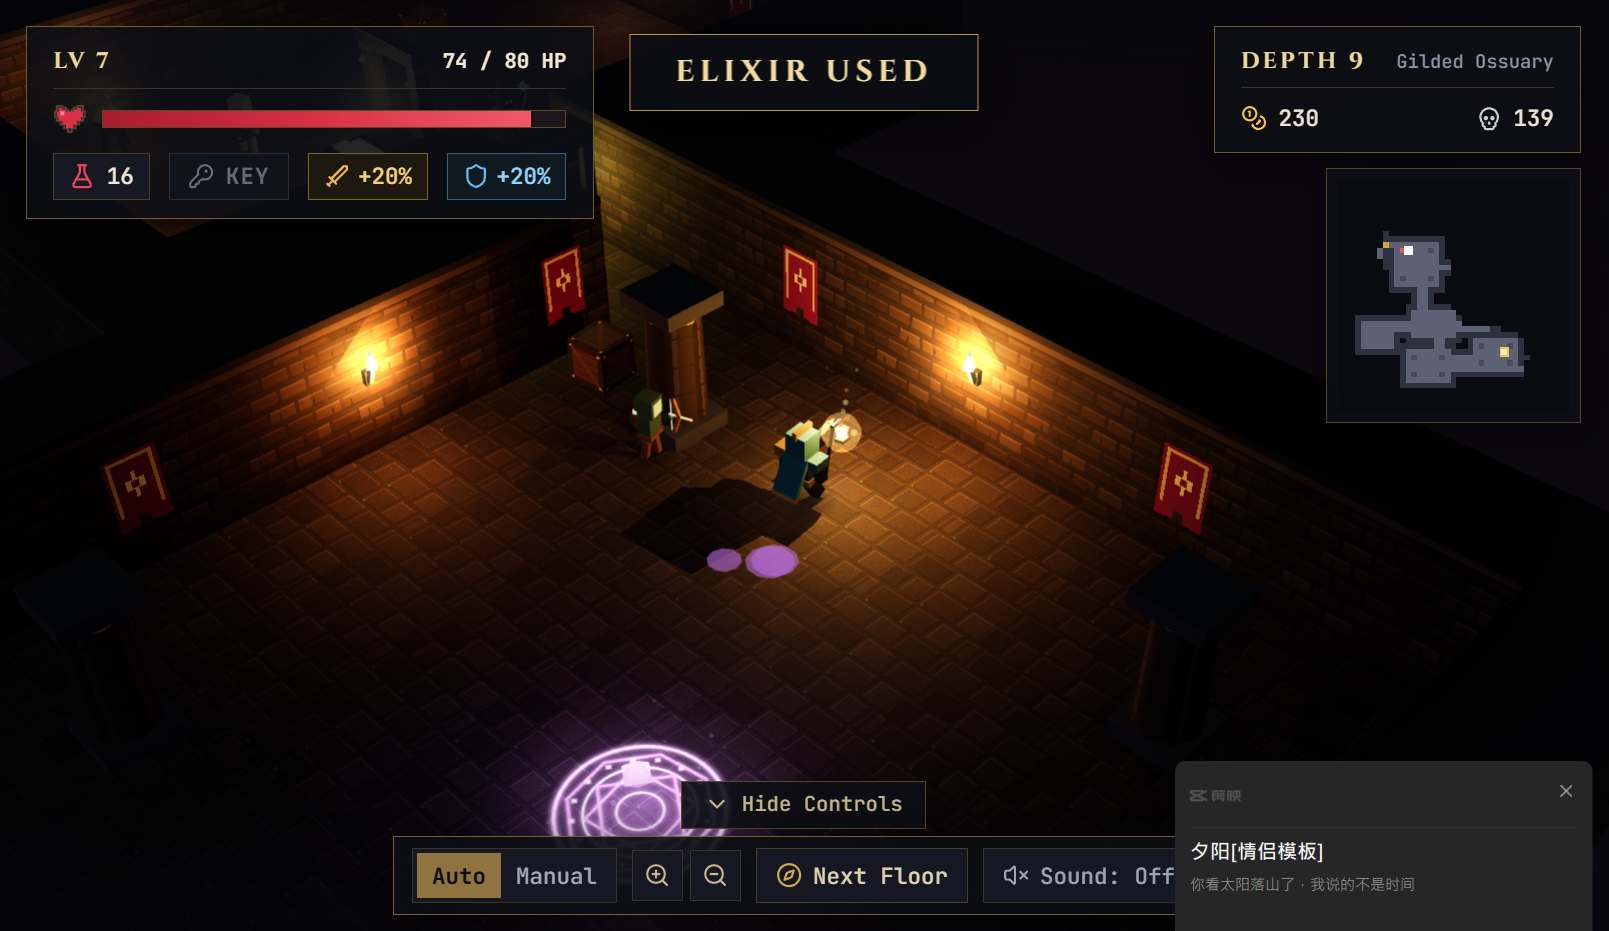 LV 7
74 / 80 HP
16
KEY
+20%
+20%
ELIXIR USED
DEPTH 9
Gilded Ossuary
230
139
Hide Controls
Auto
Manual
Next Floor
Sound: Off
剪映
夕阳[情侣模板]
你看太阳落山了 · 我说的不是时间